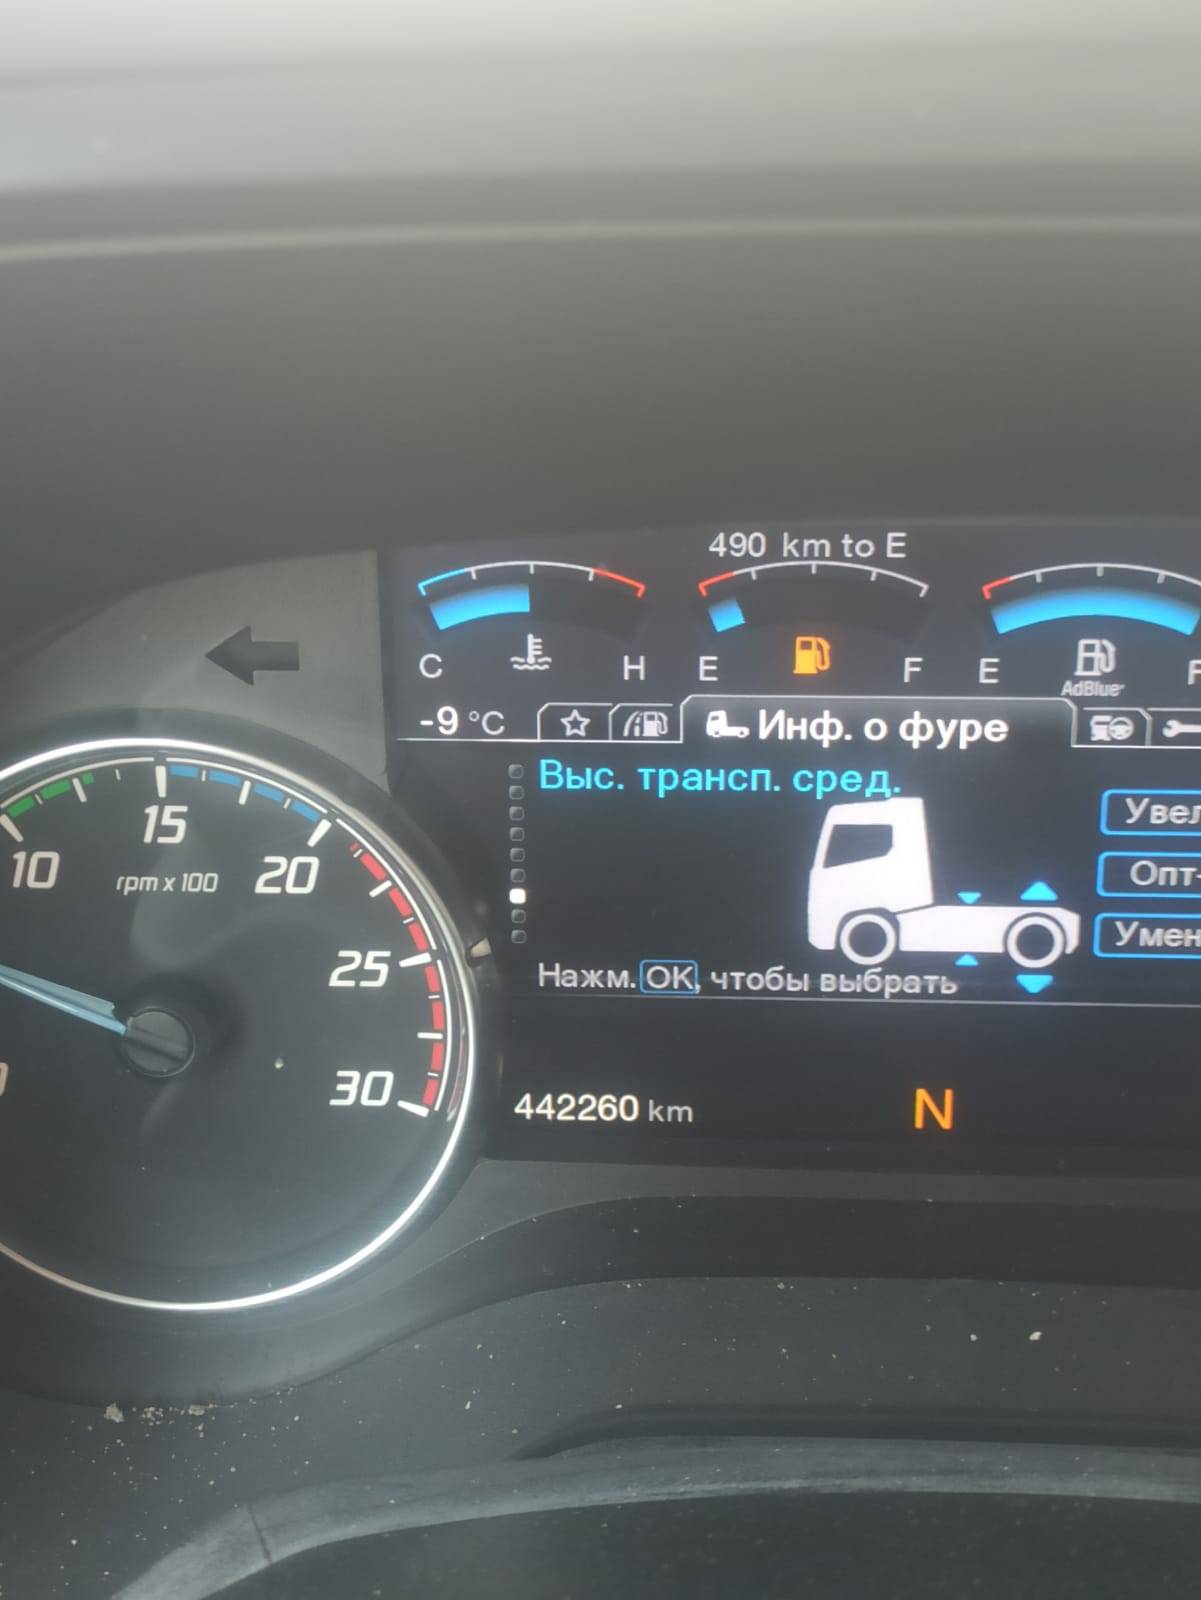 490 km to E
C H E F E F
AdBlue
-9 °C Инф. о фуре
Выс. трансп. сред.
Увел
Опт-
Умен
Нажм. OK, чтобы выбрать
10 15 20 25 30
rpm x 100
442260 km N